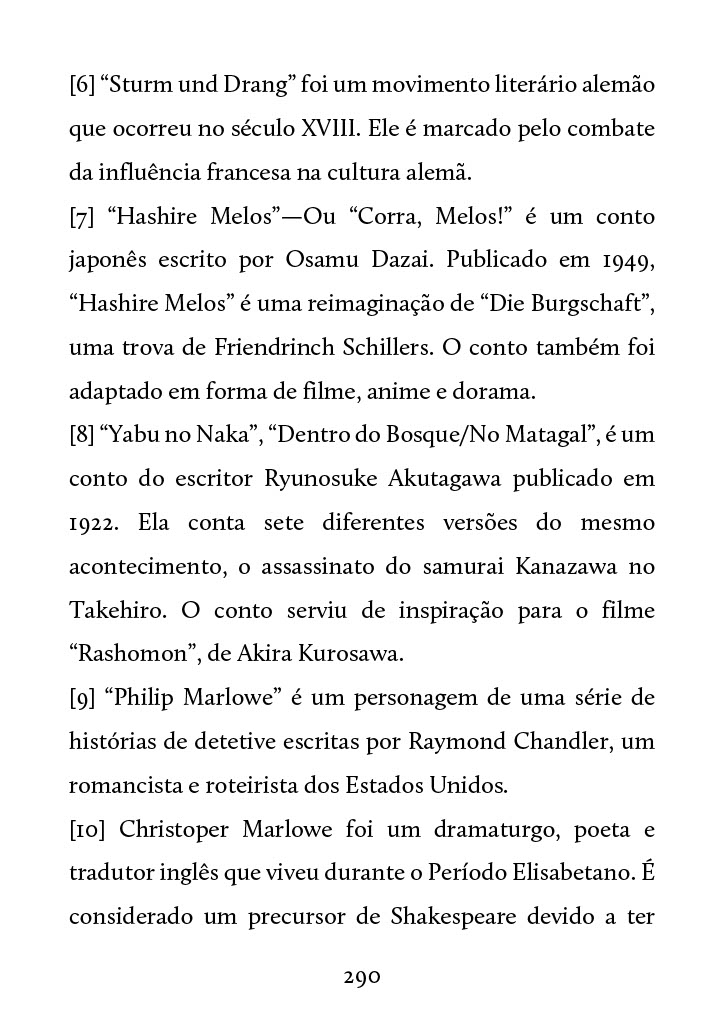 [6] “Sturm und Drang” foi um movimento literário alemão
que ocorreu no século XVIII. Ele é marcado pelo combate
da influência francesa na cultura alemã.
[7] “Hashire Melos”—Ou “Corra, Melos!” é um conto
japonês escrito por Osamu Dazai. Publicado em 1949,
“Hashire Melos” é uma reimaginação de “Die Burgschaft”,
uma trova de Friendrinch Schillers. O conto também foi
adaptado em forma de filme, anime e dorama.
[8] “Yabu no Naka”, “Dentro do Bosque/No Matagal”, é um
conto do escritor Ryunosuke Akutagawa publicado em
1922. Ela conta sete diferentes versões do mesmo
acontecimento, o assassinato do samurai Kanazawa no
Takehiro. O conto serviu de inspiração para o filme
“Rashomon”, de Akira Kurosawa.
[9] “Philip Marlowe” é um personagem de uma série de
histórias de detetive escritas por Raymond Chandler, um
romancista e roteirista dos Estados Unidos.
[10] Christoper Marlowe foi um dramaturgo, poeta e
tradutor inglês que viveu durante o Período Elisabetano. É
considerado um precursor de Shakespeare devido a ter
290